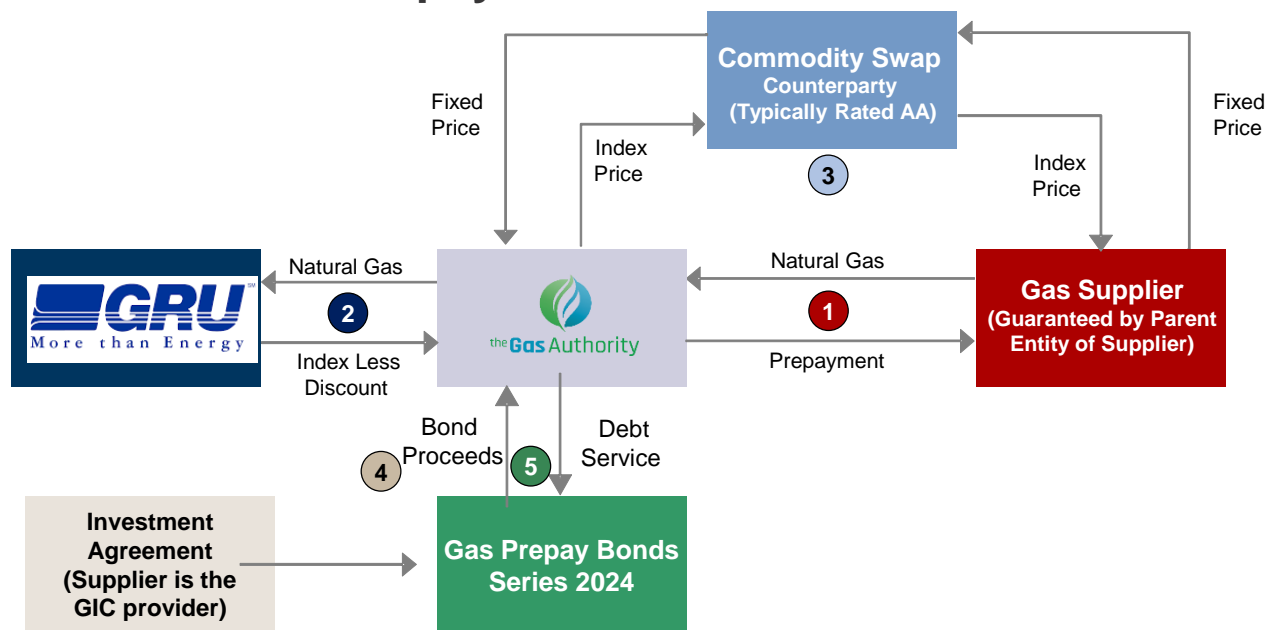 Commodity Swap
Counterparty
(Typically Rated AA)
Fixed
Price
Fixed
Price
Index
Price
Index
Price
3
GRU
SM
More than Energy
Natural Gas
2
Index Less
Discount
the Gas Authority
Natural Gas
1
Prepayment
Gas Supplier
(Guaranteed by Parent
Entity of Supplier)
Bond
Proceeds
4
5
Debt
Service
Investment
Agreement
(Supplier is the
GIC provider)
Gas Prepay Bonds
Series 2024